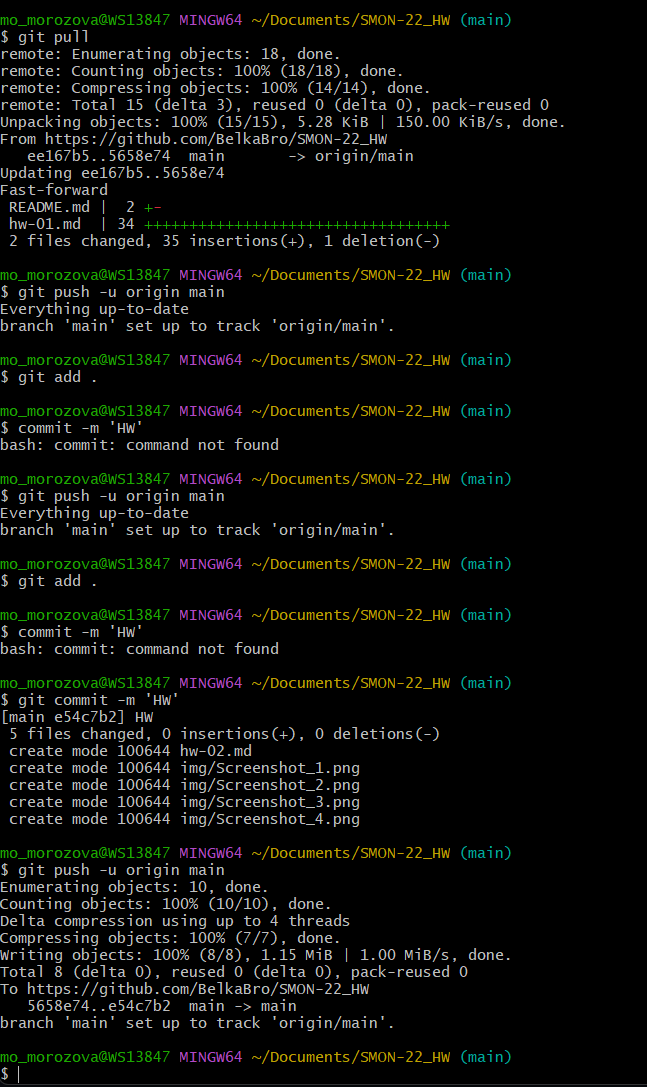 mo_morozova@WS13847 MINGW64 ~/Documents/SMON-22_HW (main)
$ git pull
remote: Enumerating objects: 18, done.
remote: Counting objects: 100% (18/18), done.
remote: Compressing objects: 100% (14/14), done.
remote: Total 15 (delta 3), reused 0 (delta 0), pack-reused 0
Unpacking objects: 100% (15/15), 5.28 KiB | 150.00 KiB/s, done.
From https://github.com/BelkaBro/SMON-22_HW
   ee167b5..5658e74  main       -> origin/main
Updating ee167b5..5658e74
Fast-forward
 README.md |  2 +-
 hw-01.md  | 34 ++++++++++++++++++++++++++++++++++
 2 files changed, 35 insertions(+), 1 deletion(-)
mo_morozova@WS13847 MINGW64 ~/Documents/SMON-22_HW (main)
$ git push -u origin main
Everything up-to-date
branch 'main' set up to track 'origin/main'.
mo_morozova@WS13847 MINGW64 ~/Documents/SMON-22_HW (main)
$ git add .
mo_morozova@WS13847 MINGW64 ~/Documents/SMON-22_HW (main)
$ commit -m 'HW'
bash: commit: command not found
mo_morozova@WS13847 MINGW64 ~/Documents/SMON-22_HW (main)
$ git push -u origin main
Everything up-to-date
branch 'main' set up to track 'origin/main'.
mo_morozova@WS13847 MINGW64 ~/Documents/SMON-22_HW (main)
$ git add .
mo_morozova@WS13847 MINGW64 ~/Documents/SMON-22_HW (main)
$ commit -m 'HW'
bash: commit: command not found
mo_morozova@WS13847 MINGW64 ~/Documents/SMON-22_HW (main)
$ git commit -m 'HW'
[main e54c7b2] HW
 5 files changed, 0 insertions(+), 0 deletions(-)
 create mode 100644 hw-02.md
 create mode 100644 img/Screenshot_1.png
 create mode 100644 img/Screenshot_2.png
 create mode 100644 img/Screenshot_3.png
 create mode 100644 img/Screenshot_4.png
mo_morozova@WS13847 MINGW64 ~/Documents/SMON-22_HW (main)
$ git push -u origin main
Enumerating objects: 10, done.
Counting objects: 100% (10/10), done.
Delta compression using up to 4 threads
Compressing objects: 100% (7/7), done.
Writing objects: 100% (8/8), 1.15 MiB | 1.00 MiB/s, done.
Total 8 (delta 0), reused 0 (delta 0), pack-reused 0
To https://github.com/BelkaBro/SMON-22_HW
   5658e74..e54c7b2  main -> main
branch 'main' set up to track 'origin/main'.
mo_morozova@WS13847 MINGW64 ~/Documents/SMON-22_HW (main)
$